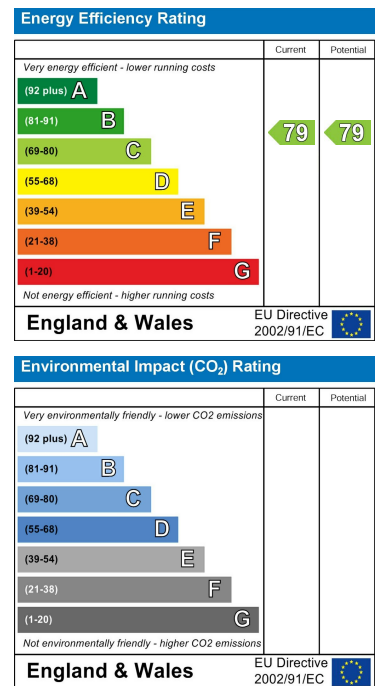 Energy Efficiency Rating
Current Potential
Very energy efficient - lower running costs
(92 plus) A
(81-91) B
(69-80) C
79 79
(55-68) D
(39-54) E
(21-38) F
(1-20) G
Not energy efficient - higher running costs
England & Wales
EU Directive
2002/91/EC
Environmental Impact (CO₂) Rating
Current Potential
Very environmentally friendly - lower CO2 emissions
(92 plus) A
(81-91) B
(69-80) C
(55-68) D
(39-54) E
(21-38) F
(1-20) G
Not environmentally friendly - higher CO2 emissions
England & Wales
EU Directive
2002/91/EC